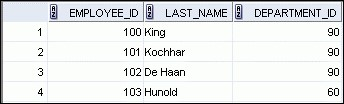 EMPLOYEE_ID LAST_NAME DEPARTMENT_ID
1 100 King 90
2 101 Kochhar 90
3 102 De Haan 90
4 103 Hunold 60